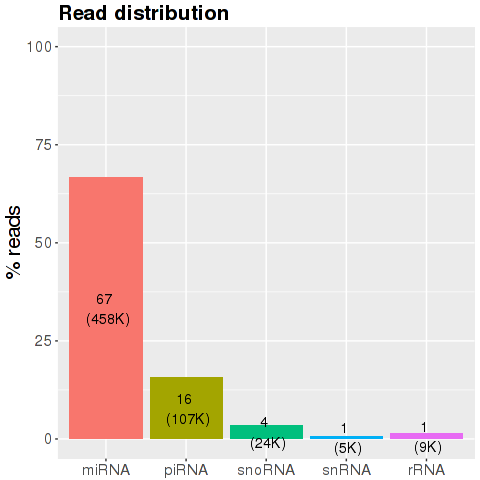 Read distribution
% reads
100
75
50
25
0
67
(458K)
16
(107K)
4
(24K)
1
(5K)
1
(9K)
miRNA
piRNA
snoRNA
snRNA
rRNA